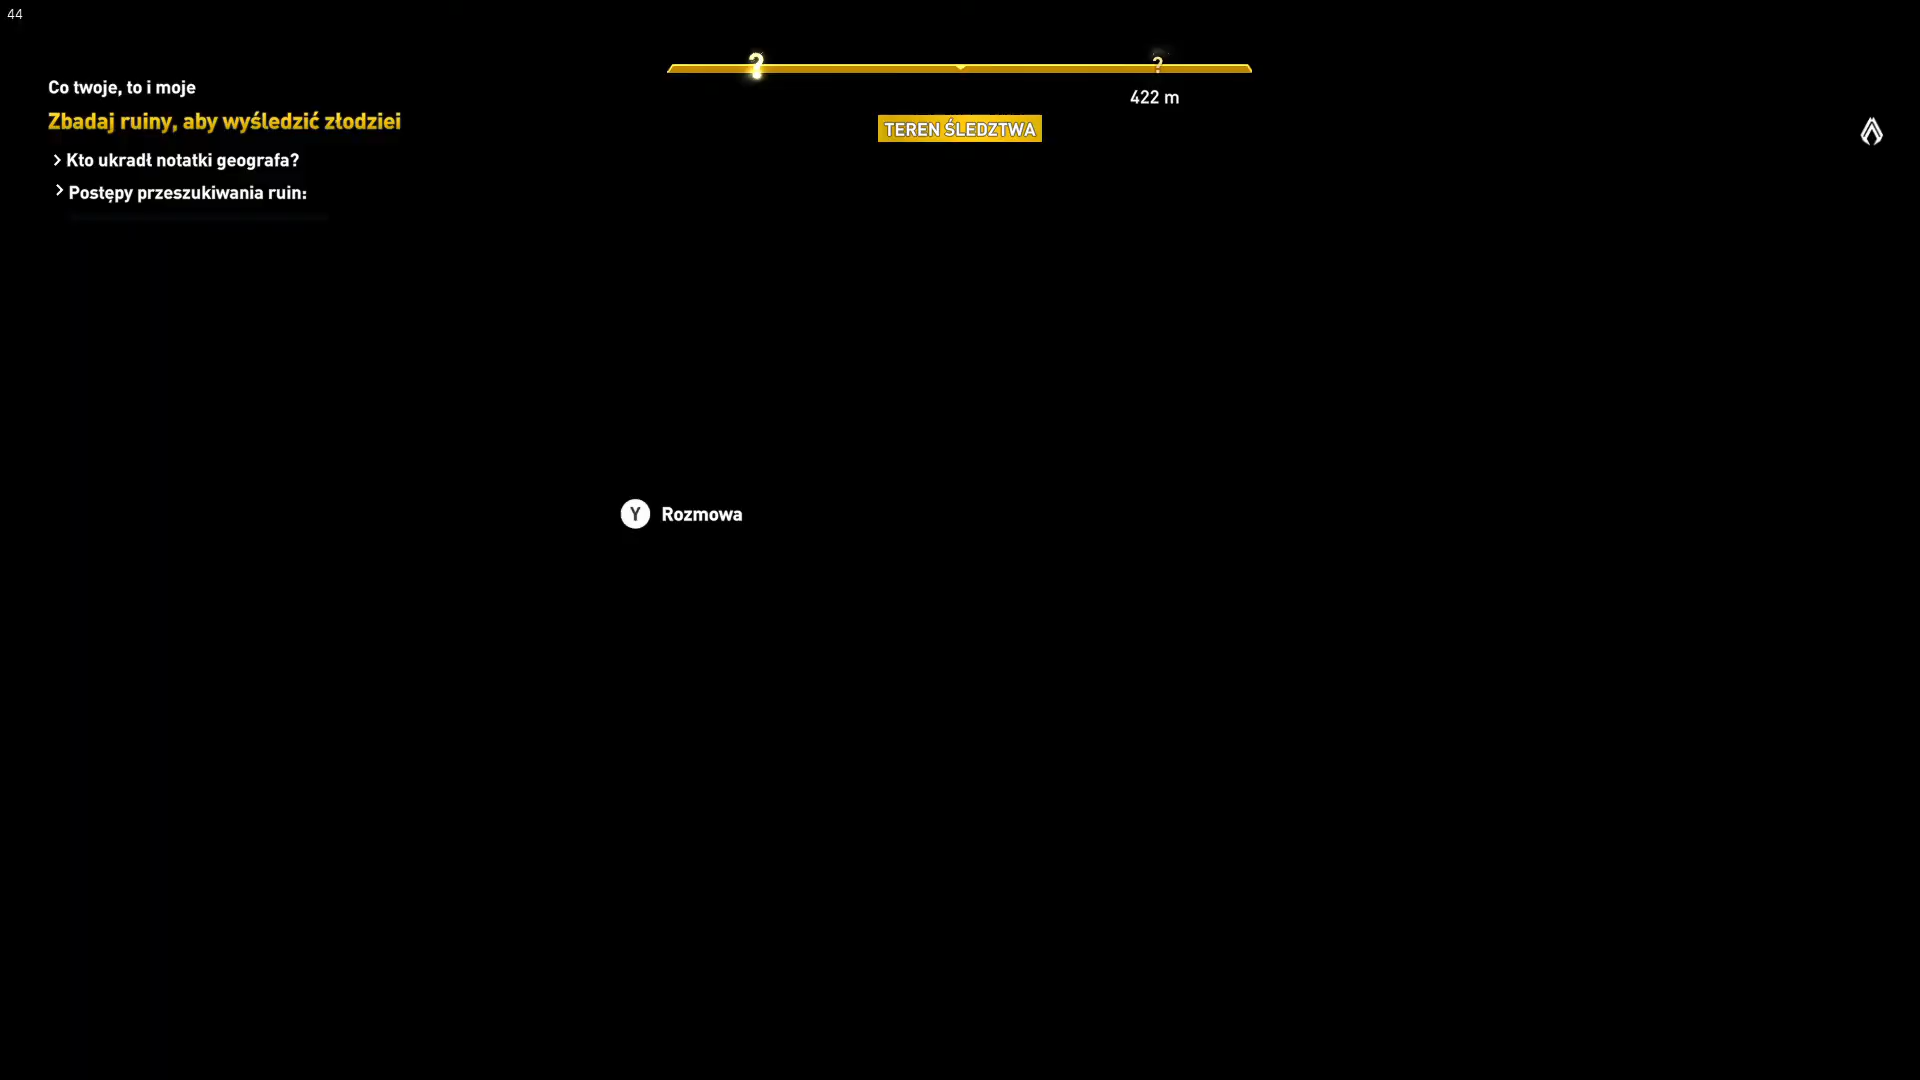 44
?
?
422 m
TEREN ŚLEDZTWA
Co twoje, to i moje
Zbadaj ruiny, aby wyśledzić złodziei
> Kto ukradł notatki geografa?
> Postępy przeszukiwania ruin:
Y Rozmowa